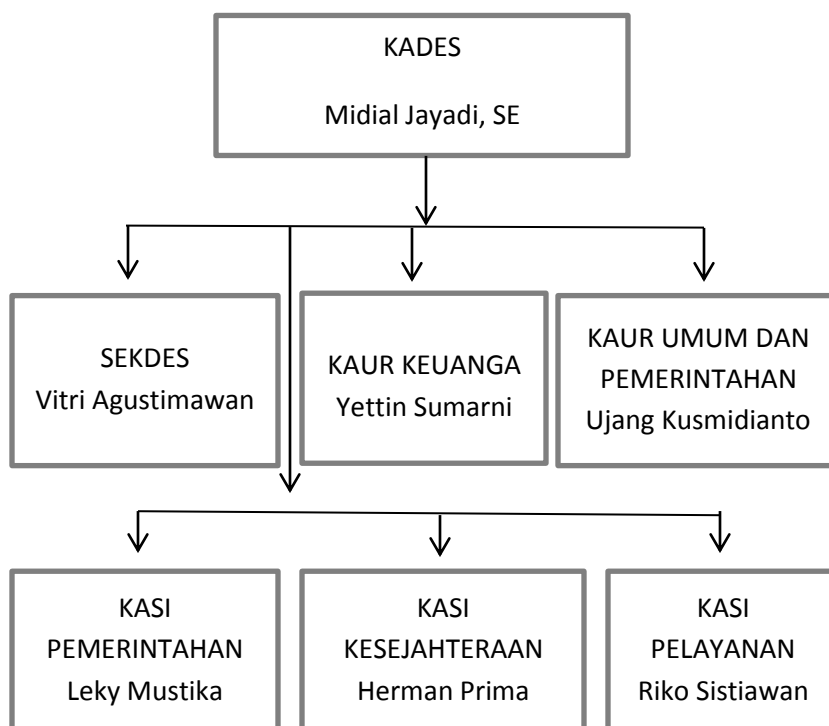 KADES
Midial Jayadi, SE
SEKDES
Vitri Agustimawan
KAUR KEUANGA
Yettin Sumarni
KAUR UMUM DAN
PEMERINTAHAN
Ujang Kusmidianto
KASI
PEMERINTAHAN
Leky Mustika
KASI
KESEJAHTERAAN
Herman Prima
KASI
PELAYANAN
Riko Sistiawan